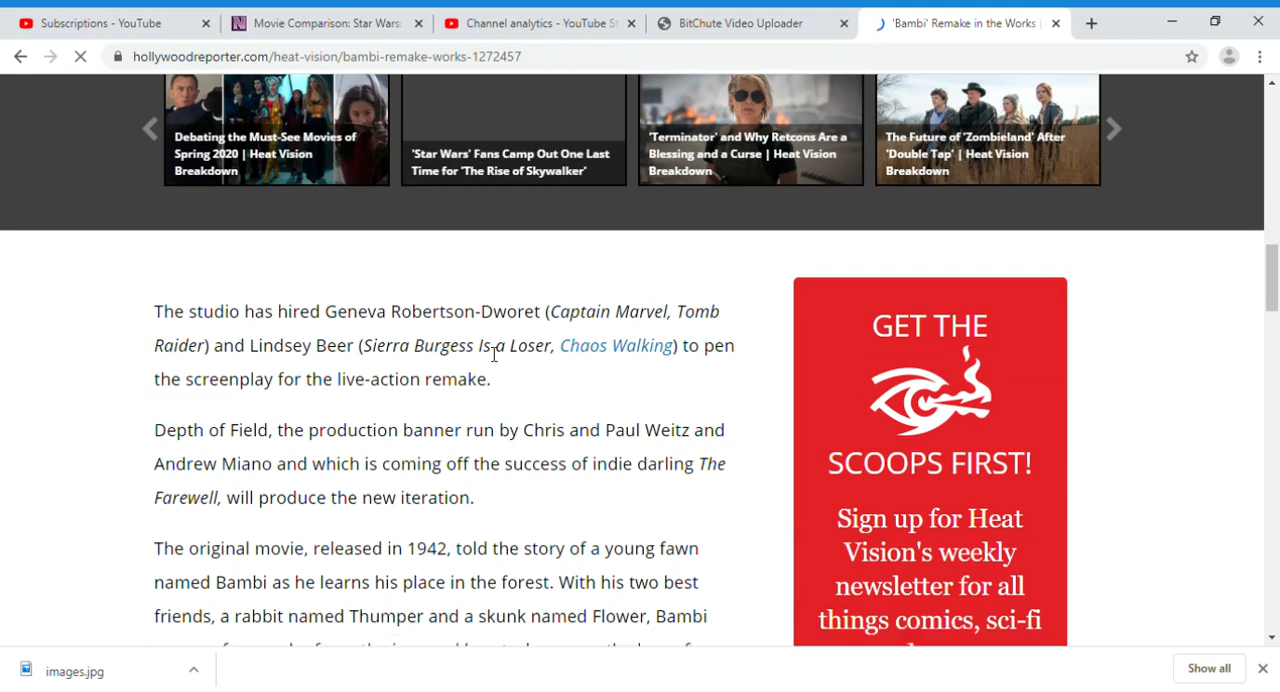 Subscriptions - YouTube
Movie Comparison: Star Wars:
Channel analytics - YouTube St
BitChute Video Uploader
'Bambi' Remake in the Works |
hollywoodreporter.com/heat-vision/bambi-remake-works-1272457
Debating the Must-See Movies of
Spring 2020 | Heat Vision
Breakdown
'Star Wars' Fans Camp Out One Last
Time for 'The Rise of Skywalker'
'Terminator' and Why Retcons Are a
Blessing and a Curse | Heat Vision
Breakdown
The Future of 'Zombieland' After
'Double Tap' | Heat Vision
Breakdown
The studio has hired Geneva Robertson-Dworet (Captain Marvel, Tomb
Raider) and Lindsey Beer (Sierra Burgess Is a Loser, Chaos Walking) to pen
the screenplay for the live-action remake.
Depth of Field, the production banner run by Chris and Paul Weitz and
Andrew Miano and which is coming off the success of indie darling The
Farewell, will produce the new iteration.
The original movie, released in 1942, told the story of a young fawn
named Bambi as he learns his place in the forest. With his two best
friends, a rabbit named Thumper and a skunk named Flower, Bambi
GET THE
SCOOPS FIRST!
Sign up for Heat
Vision's weekly
newsletter for all
things comics, sci-fi
images.jpg
Show all